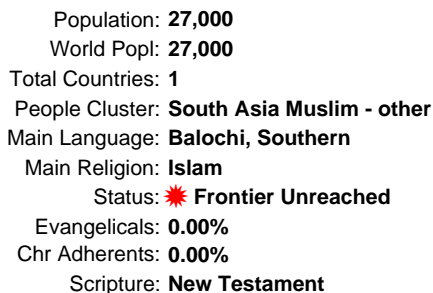 Population: 27,000
World Popl: 27,000
Total Countries: 1
People Cluster: South Asia Muslim - other
Main Language: Balochi, Southern
Main Religion: Islam
Status: Frontier Unreached
Evangelicals: 0.00%
Chr Adherents: 0.00%
Scripture: New Testament